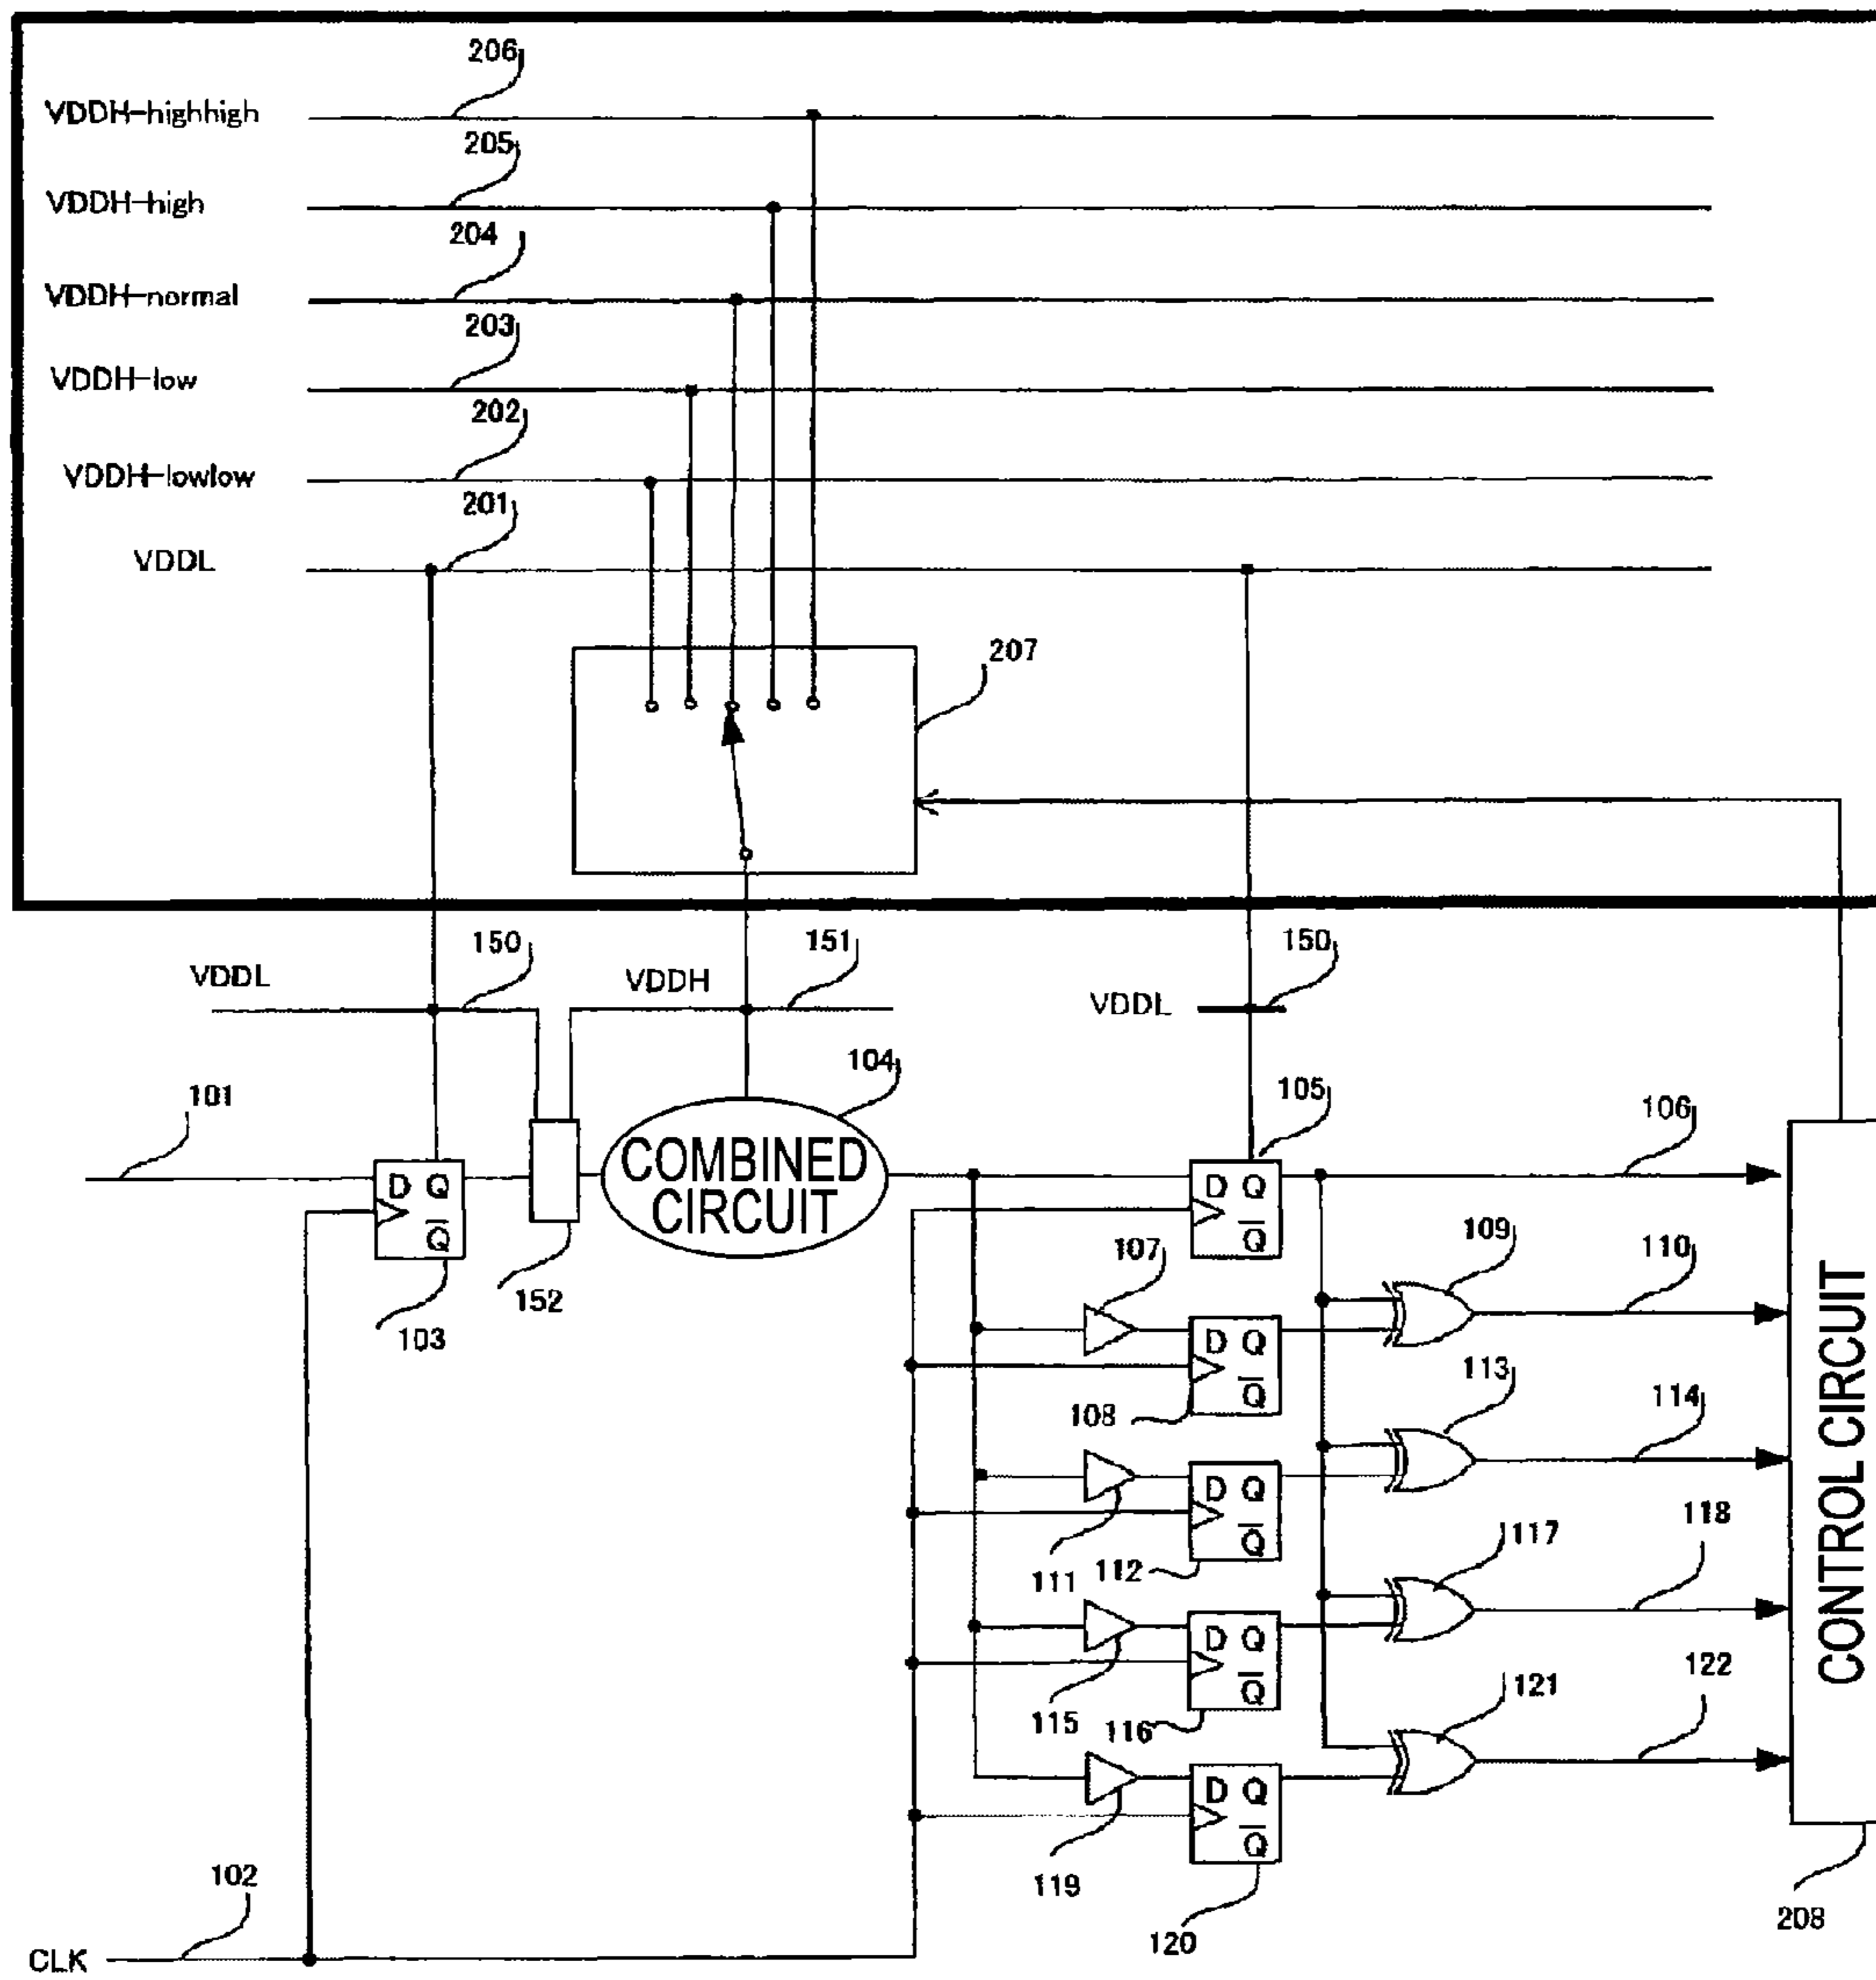 206
VDDH-highhigh
205
VDDH-high
204
VDDH-normal
203
VDDH-low
202
VDDH-lowlow
201
VDDL
207
VDDL
150
VDDH
151
VDDL
150
101
104
105
106
COMBINED
CIRCUIT
D Q
Q̅
D Q
Q̅
103
152
107
109
110
D Q
Q̅
108
113
114
D Q
Q̅
111
112
117
118
D Q
Q̅
115
116
121
122
D Q
Q̅
119
120
CONTROL CIRCUIT
208
102
CLK